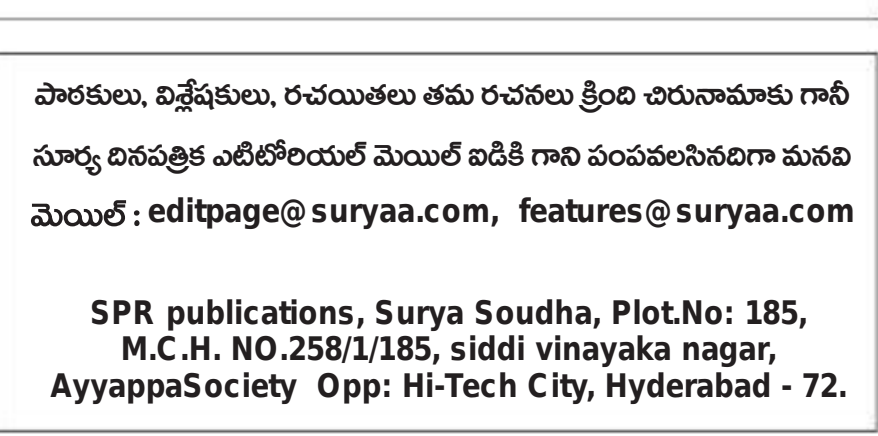 పాఠకులు, విశ్లేషకులు, రచయితలు తమ రచనలు క్రింది చిరునామాకు గానీ
సూర్య దినపత్రిక ఎటిటోరియల్ మెయిల్ ఐడికి గాని పంపవలసినదిగా మనవి
మెయిల్ : editpage@suryaa.com, features@suryaa.com
SPR publications, Surya Soudha, Plot.No: 185,
M.C.H. NO.258/1/185, siddi vinayaka nagar,
AyyappaSociety Opp: Hi-Tech City, Hyderabad - 72.